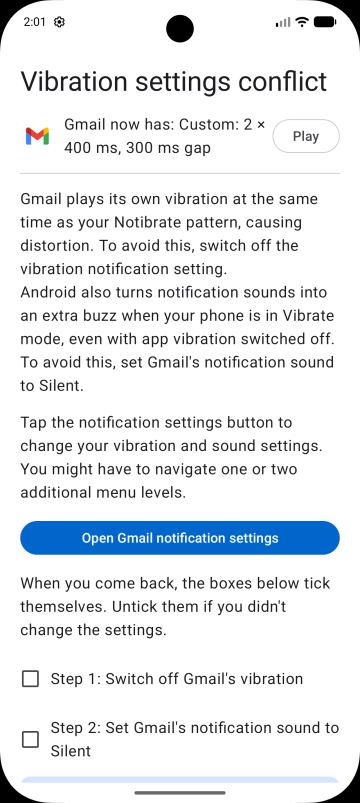 2:01
Vibration settings conflict
Gmail now has: Custom: 2 ×
400 ms, 300 ms gap
Play
Gmail plays its own vibration at the same
time as your Notibrate pattern, causing
distortion. To avoid this, switch off the
vibration notification setting.
Android also turns notification sounds into
an extra buzz when your phone is in Vibrate
mode, even with app vibration switched off.
To avoid this, set Gmail's notification sound
to Silent.
Tap the notification settings button to
change your vibration and sound settings.
You might have to navigate one or two
additional menu levels.
Open Gmail notification settings
When you come back, the boxes below tick
themselves. Untick them if you didn't
change the settings.
Step 1: Switch off Gmail's vibration
Step 2: Set Gmail's notification sound to
Silent